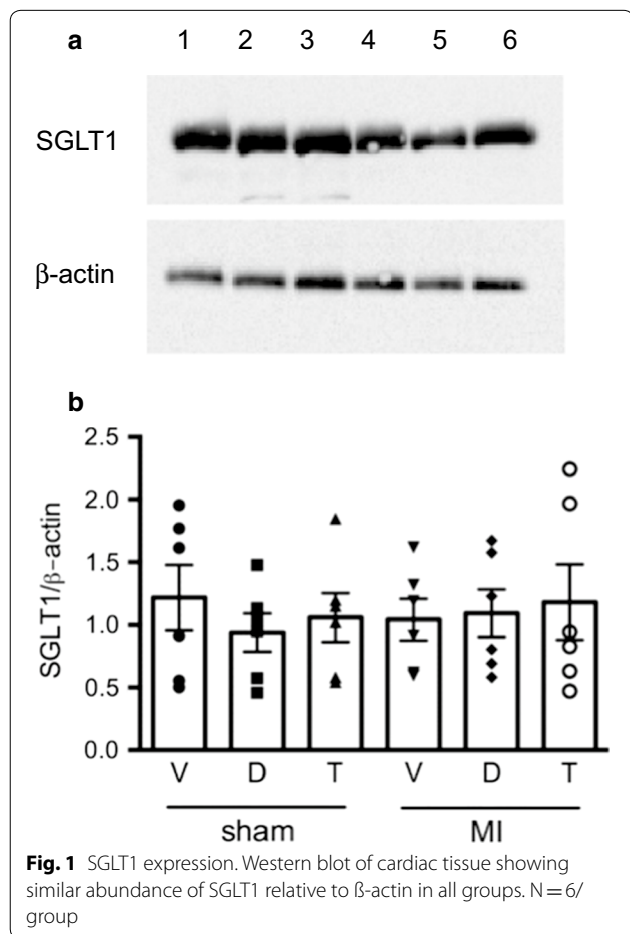 a 1 2 3 4 5 6
SGLT1
β-actin
b
2.5
2.0
1.5
1.0
0.5
0.0
SGLT1/β-actin
V D T V D T
sham MI
Fig. 1 SGLT1 expression. Western blot of cardiac tissue showing
similar abundance of SGLT1 relative to ß-actin in all groups. N = 6/
group